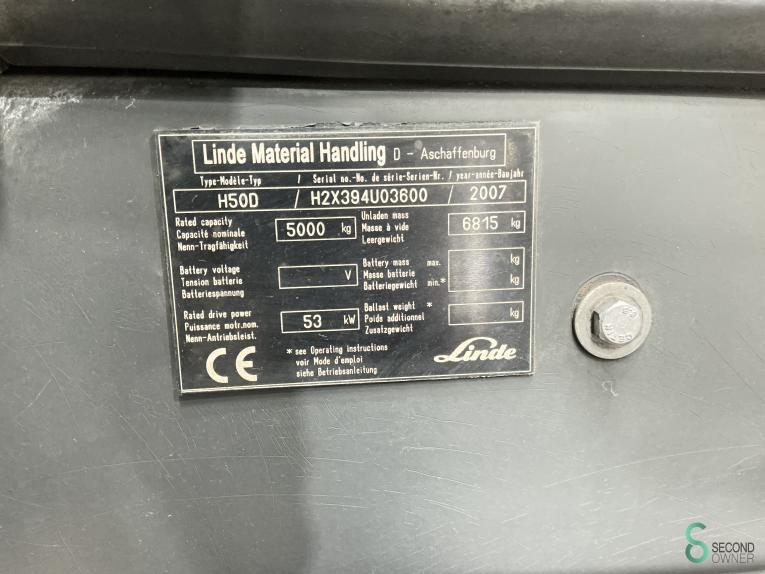 Linde Material Handling D - Aschaffenburg
Type-Modèle-Typ / Serial no.-No. de série-Serien-Nr. / year-année-Baujahr
H50D / H2X394U03600 / 2007
Rated capacity
Capacité nominale
Nenn-Tragfähigkeit
5000 kg
Unladen mass
Masse à vide
Leergewicht
6815 kg
Battery voltage
Tension batterie
Batteriespannung
V
Battery mass max.
Masse batterie
Batteriegewicht min.*
kg
kg
Rated drive power
Puissance motr.nom.
Nenn-Antriebsleist.
53 kW
Ballast weight *
Poids additionnel
Zusatzgewicht
kg
CE
* see Operating instructions
voir Mode d'emploi
siehe Betriebsanleitung
Linde
SECOND
OWNER